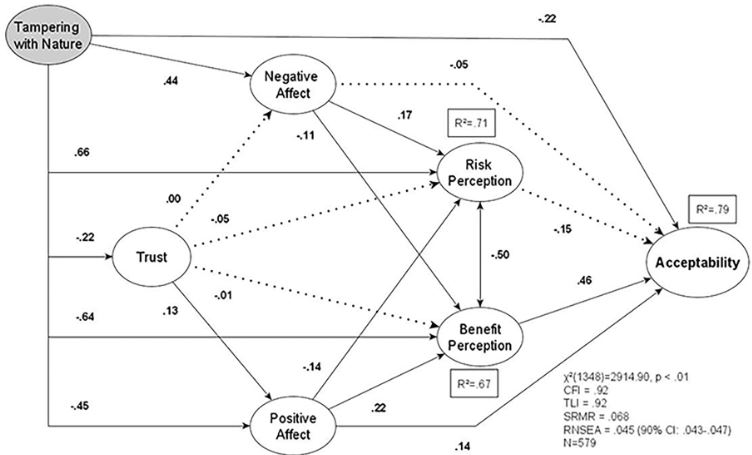 Tampering
with Nature
-.22
.44
Negative
Affect
-.05
-.11
.17
R²=.71
.66
Risk
Perception
.00
-.05
R²=.79
-.22
Trust
-.15
-.50
Acceptability
-.01
.46
.13
-.64
Benefit
Perception
-.14
R²=.67
χ²(1348)=2914.90, p < .01
CFI = .92
TLI = .92
SRMR = .068
RNSEA = .045 (90% CI: .043-.047)
N=579
-.45
Positive
Affect
.22
.14